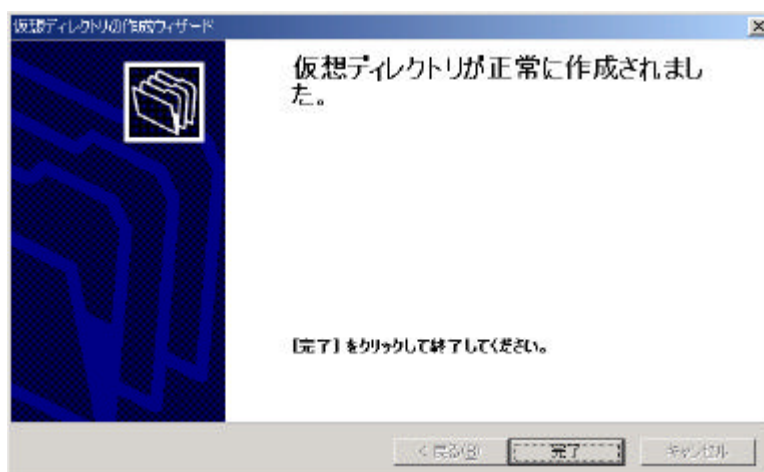 仮想ディレクトリの作成ウィザード
仮想ディレクトリが正常に作成されまし
た。
[完了] をクリックして終了してください。
< 戻る(B)
完了
キャンセル